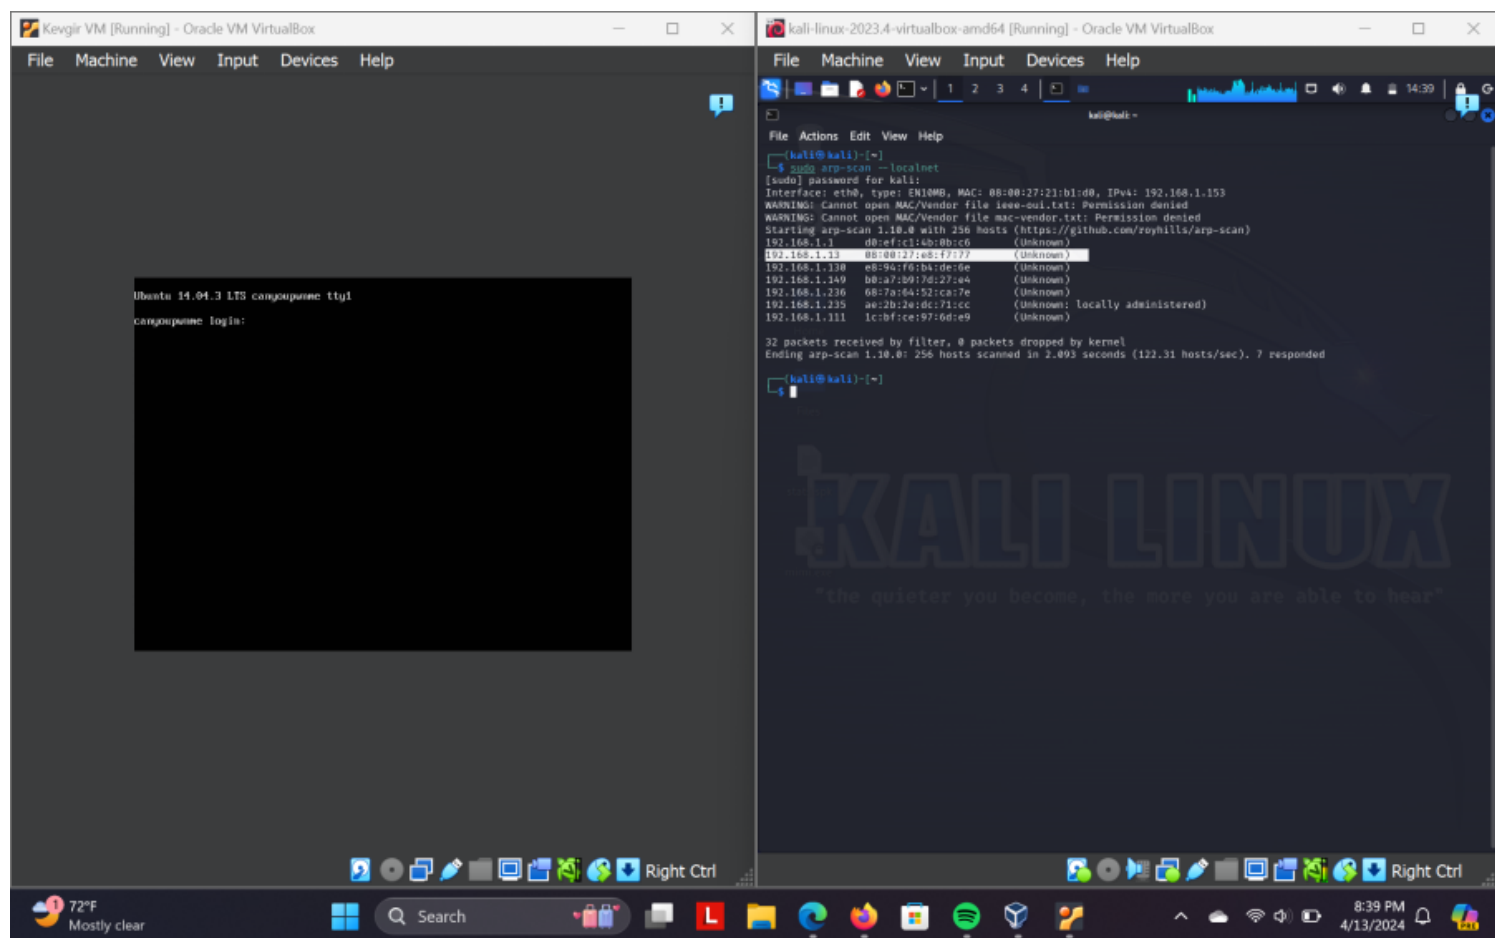 Kevgir VM [Running] - Oracle VM VirtualBox
File Machine View Input Devices Help
Ubuntu 14.04.3 LTS canyoupwnme tty1
canyoupwnme login:
Right Ctrl
kali-linux-2023.4-virtualbox-amd64 [Running] - Oracle VM VirtualBox
File Machine View Input Devices Help
1 2 3 4 14:39
kali@kali: ~
File Actions Edit View Help
(kali㉿kali)-[~]
$ sudo arp-scan --localnet
[sudo] password for kali:
Interface: eth0, type: EN10MB, MAC: 08:00:27:21:b1:d0, IPv4: 192.168.1.153
WARNING: Cannot open MAC/Vendor file ieee-oui.txt: Permission denied
WARNING: Cannot open MAC/Vendor file mac-vendor.txt: Permission denied
Starting arp-scan 1.10.0 with 256 hosts (https://github.com/royhills/arp-scan)
192.168.1.1 d0:ef:c1:4b:0b:c6 (Unknown)
192.168.1.13 08:00:27:e8:f7:77 (Unknown)
192.168.1.130 e8:94:f6:b4:de:6e (Unknown)
192.168.1.149 b8:a7:b9:7d:27:e4 (Unknown)
192.168.1.236 68:7a:64:52:ca:7e (Unknown)
192.168.1.235 ae:2b:2e:dc:71:cc (Unknown: locally administered)
192.168.1.111 1c:bf:ce:97:6d:e9 (Unknown)
32 packets received by filter, 0 packets dropped by kernel
Ending arp-scan 1.10.0: 256 hosts scanned in 2.093 seconds (122.31 hosts/sec). 7 responded
(kali㉿kali)-[~]
$
KALI LINUX
"the quieter you become, the more you are able to hear"
Right Ctrl
1
72°F
Mostly clear
Search
L
PRE
8:39 PM
4/13/2024